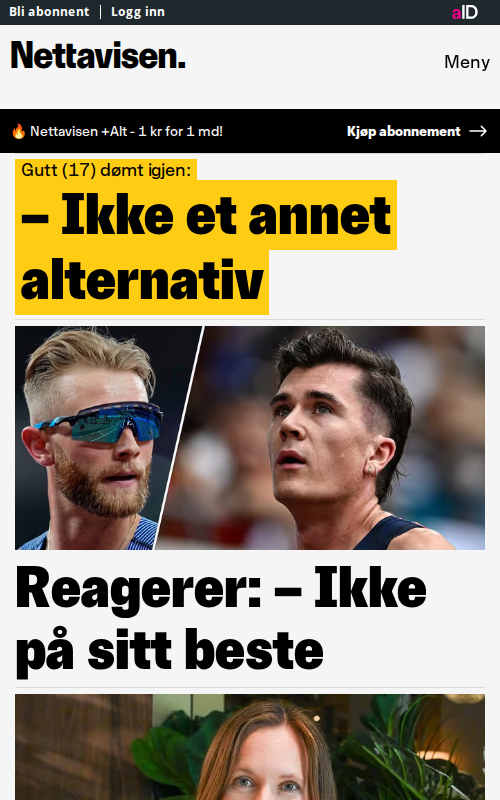 Bli abonnent | Logg inn
aID
Nettavisen.
Meny
🔥 Nettavisen +Alt - 1 kr for 1 md!
Kjøp abonnement →
Gutt (17) dømt igjen:
– Ikke et annet
alternativ
Reagerer: – Ikke
på sitt beste